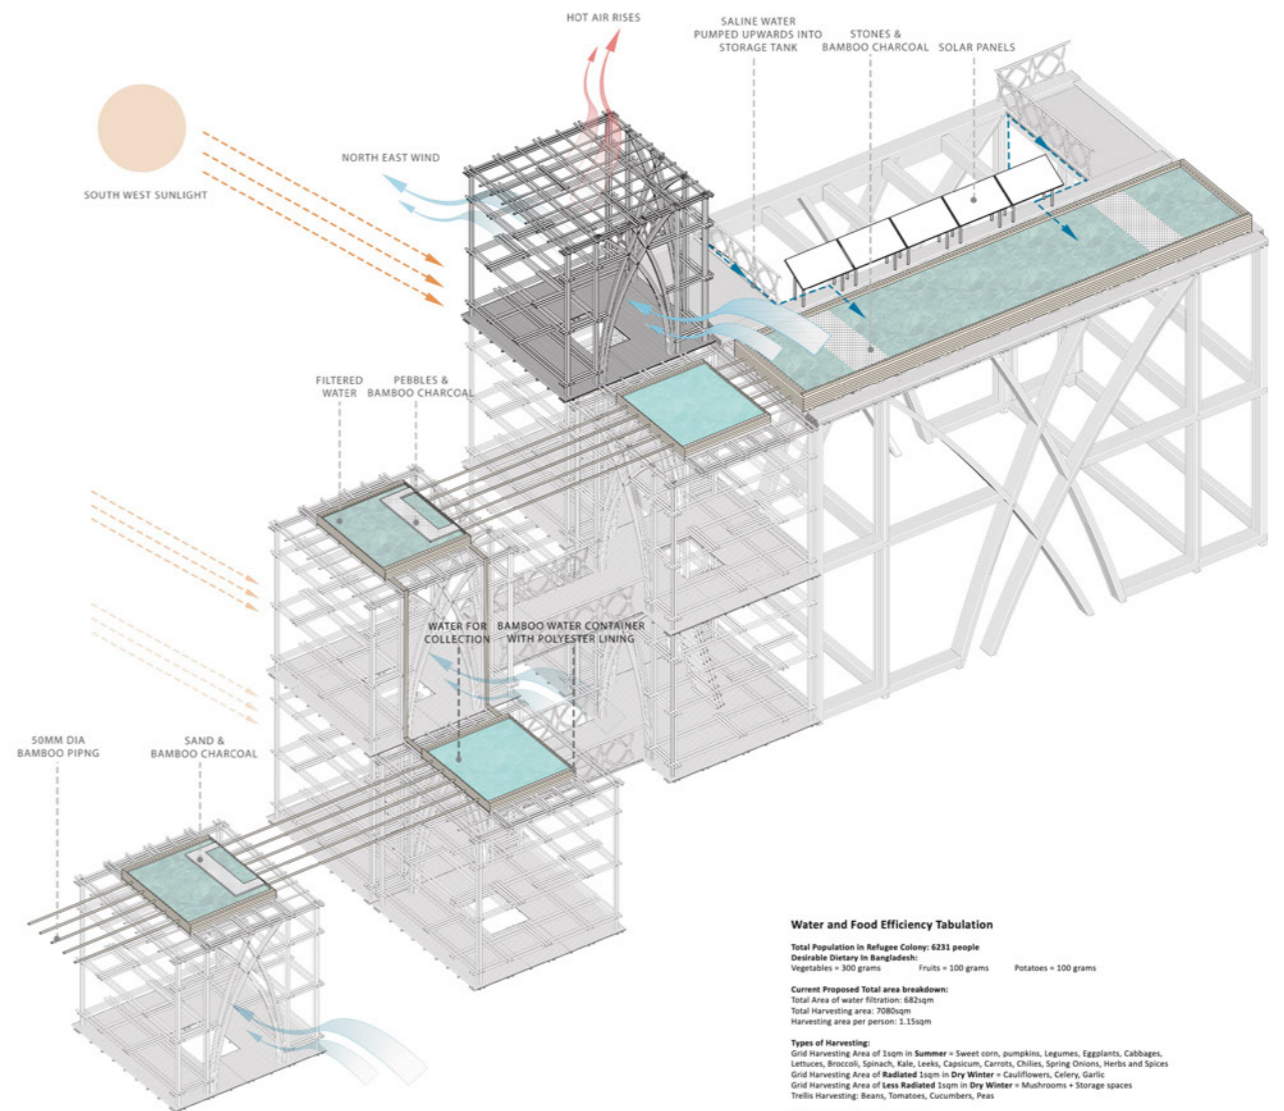 HOT AIR RISES
SALINE WATER
PUMPED UPWARDS INTO
STORAGE TANK
STONES &
BAMBOO CHARCOAL
SOLAR PANELS
NORTH EAST WIND
SOUTH WEST SUNLIGHT
FILTERED
WATER
PEBBLES &
BAMBOO CHARCOAL
WATER FOR
COLLECTION
BAMBOO WATER CONTAINER
WITH POLYESTER LINING
50MM DIA
BAMBOO PIPNG
SAND &
BAMBOO CHARCOAL
Water and Food Efficiency Tabulation
Total Population in Refugee Colony: 6231 people
Desirable Dietary In Bangladesh:
Vegetables = 300 grams Fruits = 100 grams Potatoes = 100 grams
Current Proposed Total area breakdown:
Total Area of water filtration: 682sqm
Total Harvesting area: 7080sqm
Harvesting area per person: 1.15sqm
Types of Harvesting:
Grid Harvesting Area of 1sqm in Summer = Sweet corn, pumpkins, Legumes, Eggplants, Cabbages,
Lettuces, Broccoli, Spinach, Kale, Leeks, Capsicum, Carrots, Chilies, Spring Onions, Herbs and Spices
Grid Harvesting Area of Radiated 1sqm in Dry Winter = Cauliflowers, Celery, Garlic
Grid Harvesting Area of Less Radiated 1sqm in Dry Winter = Mushrooms + Storage spaces
Trellis Harvesting: Beans, Tomatoes, Cucumbers, Peas